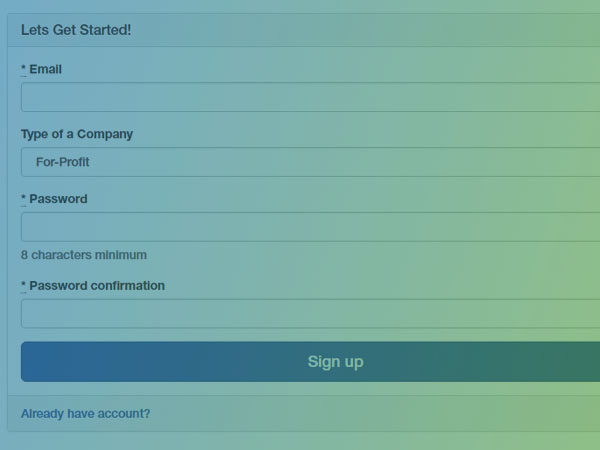 Lets Get Started!
* Email
Type of a Company
For-Profit
* Password
8 characters minimum
* Password confirmation
Sign up
Already have account?